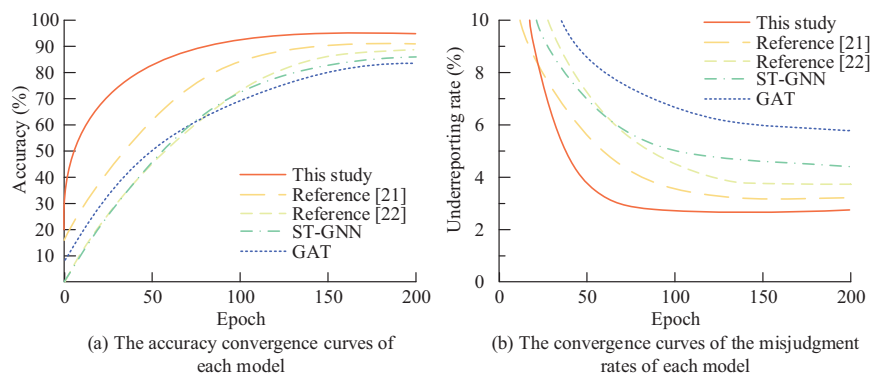 Accuracy (%)
100
90
80
70
60
50
40
30
20
10
0
50
100
150
200
Epoch
This study
Reference [21]
Reference [22]
ST-GNN
GAT
(a) The accuracy convergence curves of
each model
Underreporting rate (%)
10
8
6
4
2
0
0
50
100
150
200
Epoch
This study
Reference [21]
Reference [22]
ST-GNN
GAT
(b) The convergence curves of the misjudgment
rates of each model